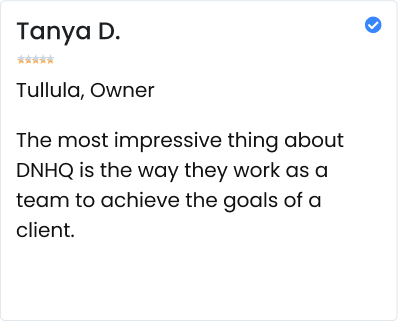 Tanya D.
Tullula, Owner
The most impressive thing about
DNHQ is the way they work as a
team to achieve the goals of a
client.